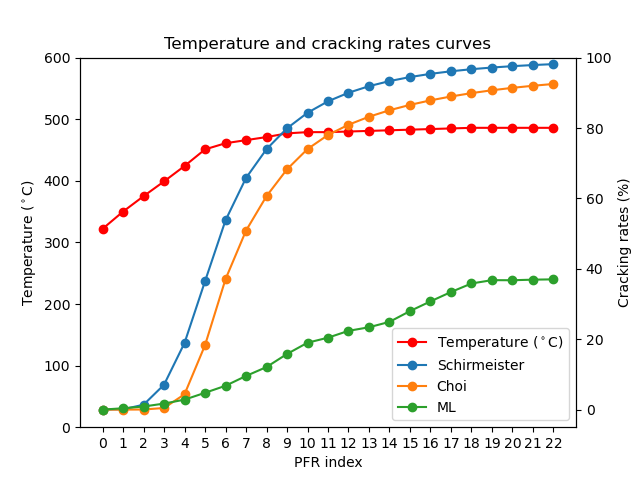 Temperature and cracking rates curves
600
500
400
300
200
100
0
Temperature (°C)
100
80
60
40
20
0
Cracking rates (%)
Temperature (°C)
Schirmeister
Choi
ML
0 1 2 3 4 5 6 7 8 9 10 11 12 13 14 15 16 17 18 19 20 21 22
PFR index